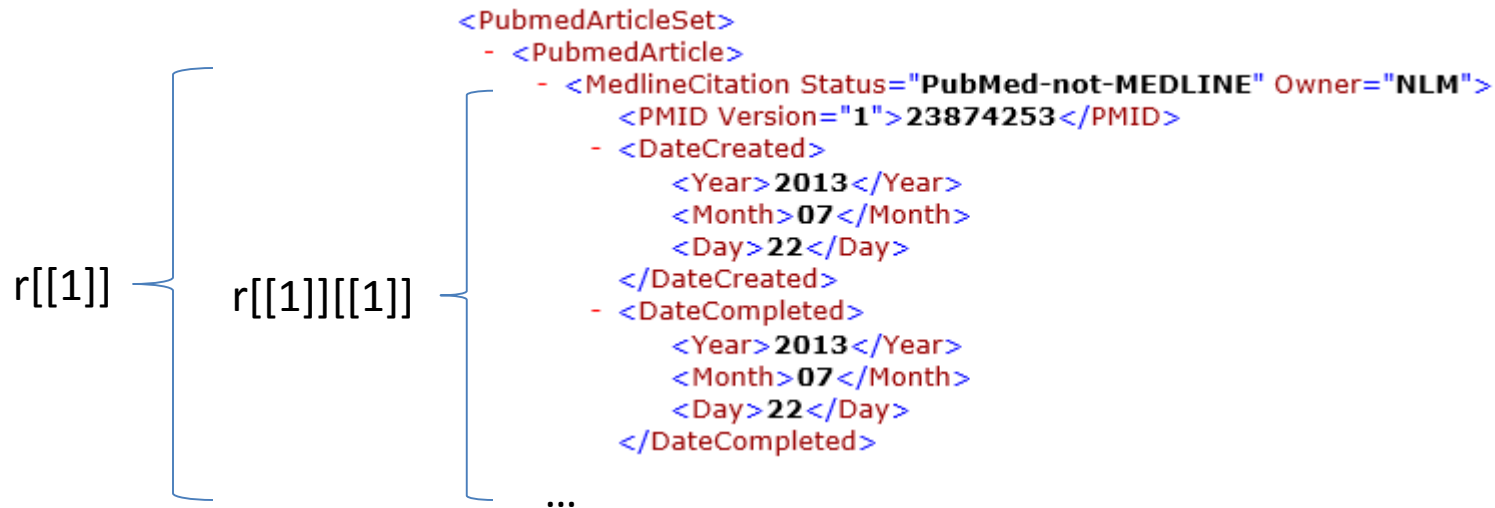 <PubmedArticleSet>
- <PubmedArticle>
- <MedlineCitation Status="PubMed-not-MEDLINE" Owner="NLM">
<PMID Version="1">23874253</PMID>
- <DateCreated>
<Year>2013</Year>
<Month>07</Month>
<Day>22</Day>
</DateCreated>
- <DateCompleted>
<Year>2013</Year>
<Month>07</Month>
<Day>22</Day>
</DateCompleted>
...
r[[1]]
r[[1]][[1]]